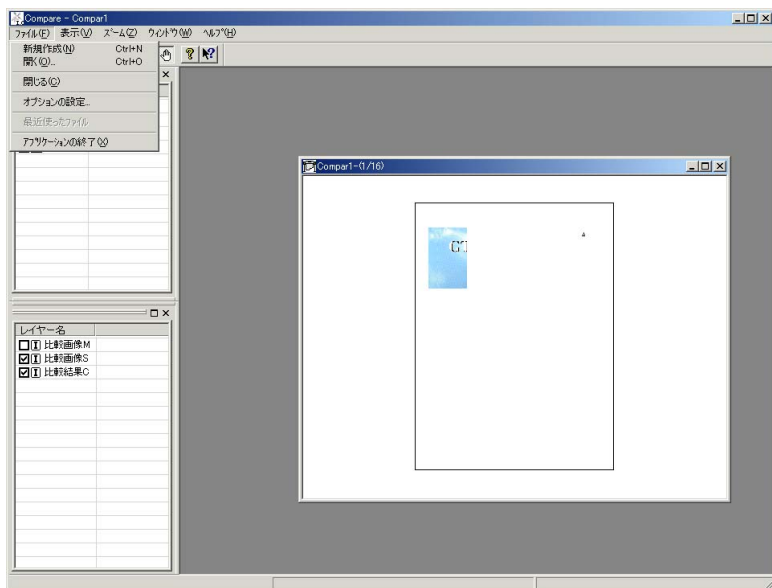 Compare - Compar1
ファイル(F) 表示(V) ズーム(Z) ウィンドウ(W) ヘルプ(H)
新規作成(N) Ctrl+N
開く(O)... Ctrl+O
閉じる(C)
オプションの設定...
最近使ったファイル
アプリケーションの終了(X)
Compar1-(1/16)
レイヤー名
I 比較画像M
I 比較画像S
I 比較結果C